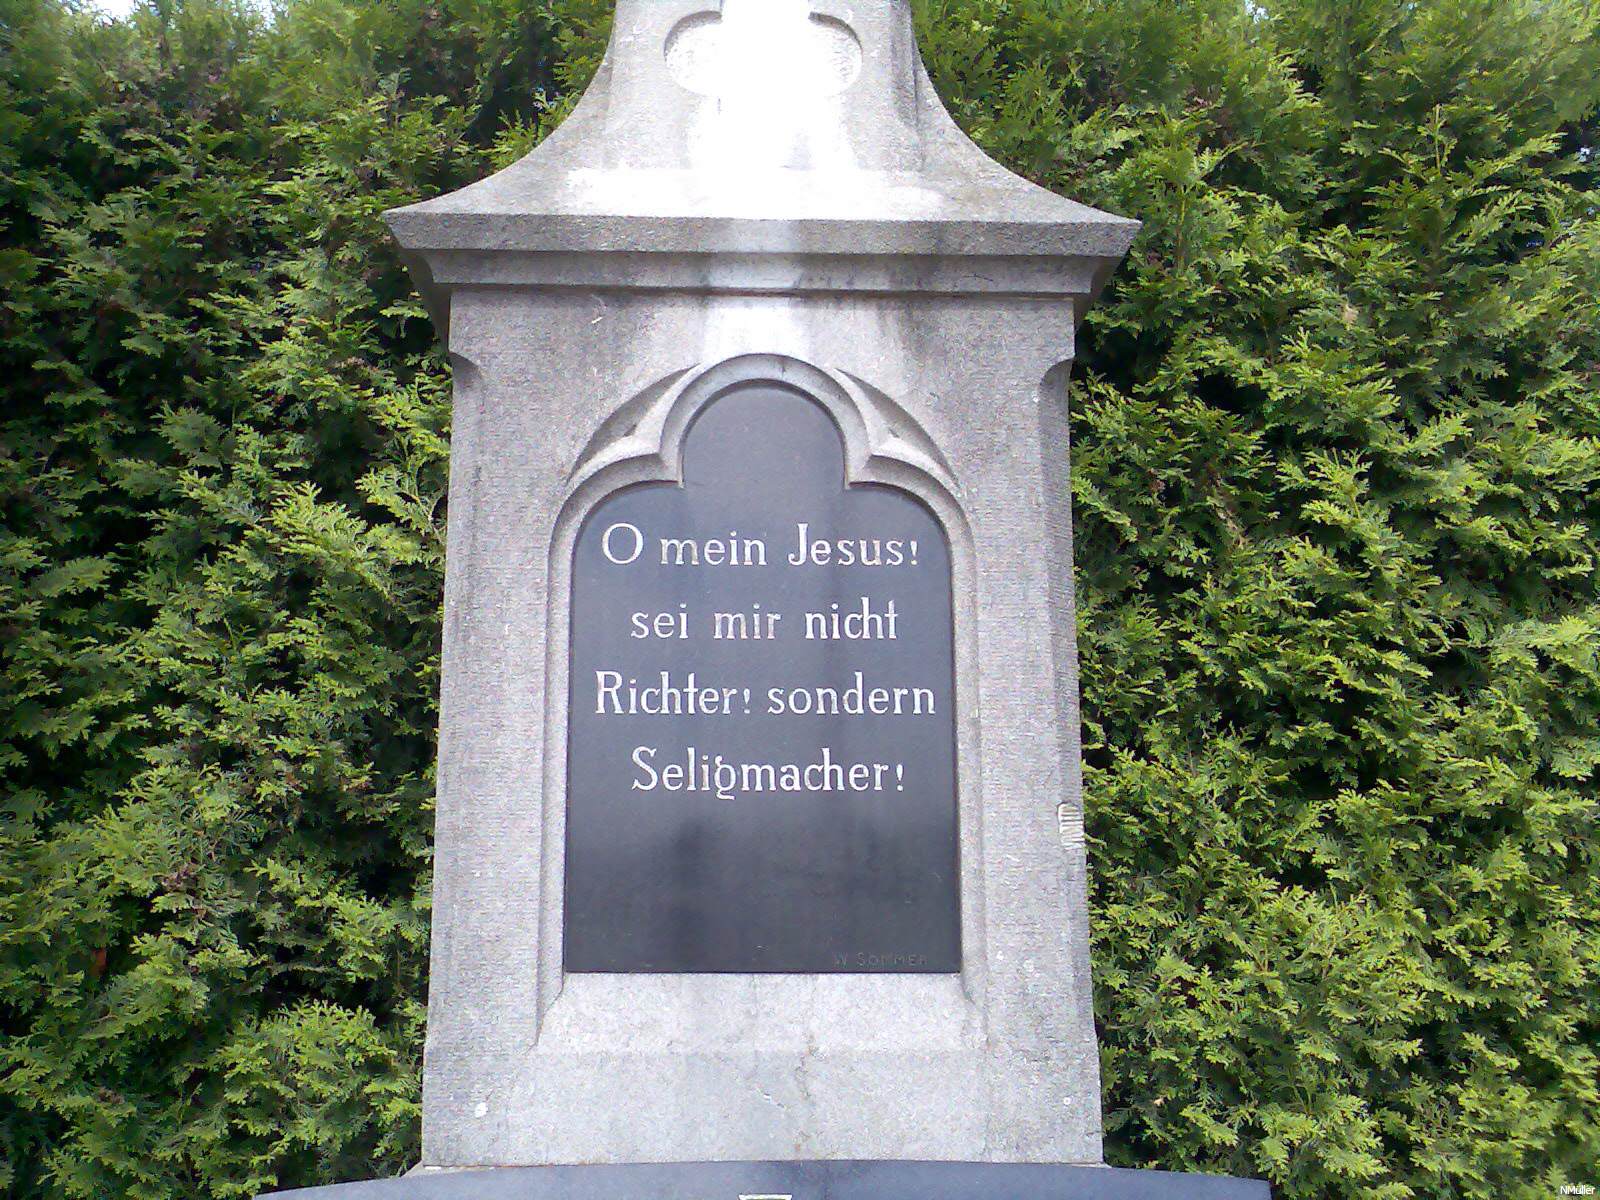 O mein Jesus!
sei mir nicht
Richter! sondern
Seligmacher!
W SOMMER
NMüller